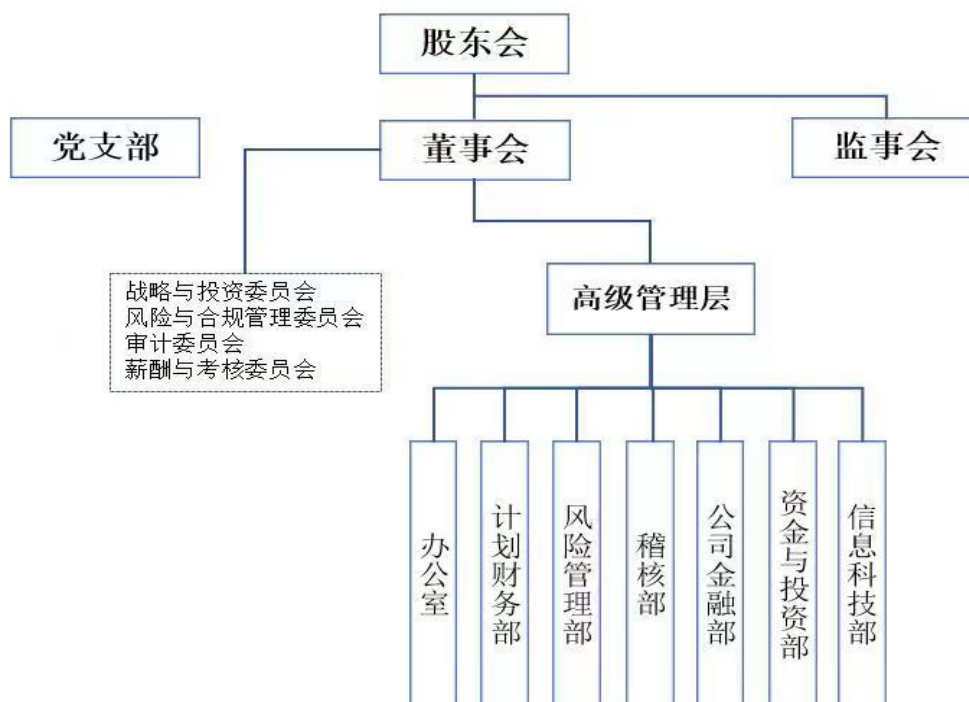 股东会
党支部
董事会
监事会
战略与投资委员会
风险与合规管理委员会
审计委员会
薪酬与考核委员会
高级管理层
办公室
计划财务部
风险管理部
稽核部
公司金融部
资金与投资部
信息科技部